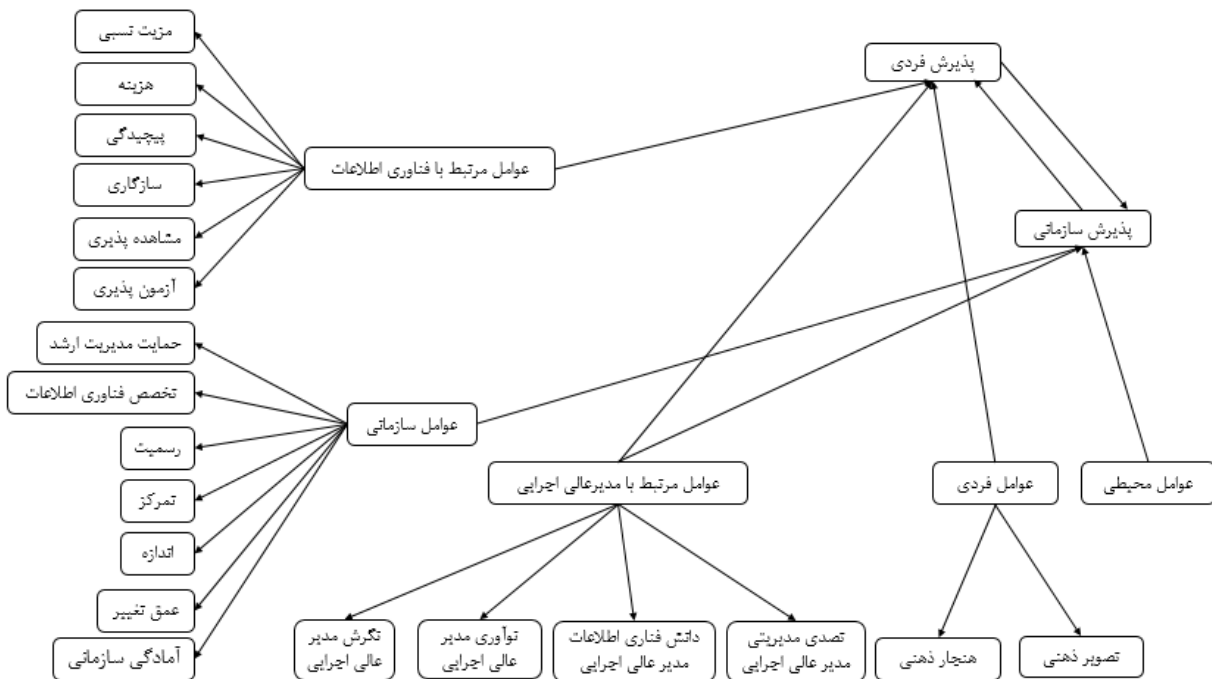 مزیت نسبی
هزینه
پیچیدگی
سازگاری
مشاهده پذیری
آزمون پذیری
عوامل مرتبط با فناوری اطلاعات
پذیرش فردی
پذیرش سازمانی
حمایت مدیریت ارشد
تخصص فناوری اطلاعات
رسمیت
تمرکز
اندازه
عمق تغییر
آمادگی سازمانی
عوامل سازمانی
عوامل مرتبط با مدیرعالی اجرایی
عوامل فردی
عوامل محیطی
نگرش مدیر
عالی اجرایی
نوآوری مدیر
عالی اجرایی
دانش فناری اطلاعات
مدیر عالی اجرایی
تصدی مدیریتی
مدیر عالی اجرایی
هنجار ذهنی
تصویر ذهنی